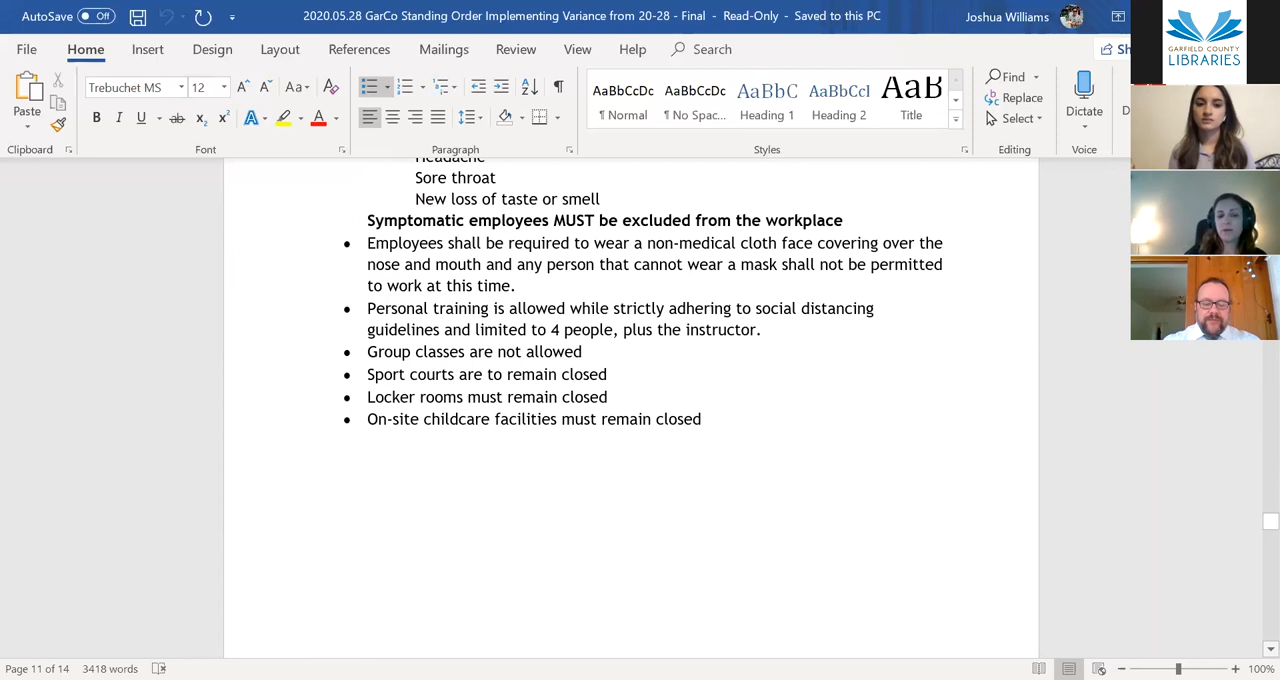 AutoSave Off 2020.05.28 GarCo Standing Order Implementing Variance from 20-28 - Final - Read-Only - Saved to this PC Joshua Williams
File Home Insert Design Layout References Mailings Review View Help Search Sh
GARFIELD COUNTY
LIBRARIES
Paste
Clipboard
Trebuchet MS 12 Aa
B I U ab x₂ x² A A
Font
Paragraph
AaBbCcDc AaBbCcDc AaBbC AaBbCcI AaB
¶ Normal ¶ No Spac... Heading 1 Heading 2 Title
Styles
Find
Replace
Select
Editing
Dictate
Voice
D
Headache
Sore throat
New loss of taste or smell
Symptomatic employees MUST be excluded from the workplace
• Employees shall be required to wear a non-medical cloth face covering over the
nose and mouth and any person that cannot wear a mask shall not be permitted
to work at this time.
• Personal training is allowed while strictly adhering to social distancing
guidelines and limited to 4 people, plus the instructor.
• Group classes are not allowed
• Sport courts are to remain closed
• Locker rooms must remain closed
• On-site childcare facilities must remain closed
Page 11 of 14 3418 words 100%